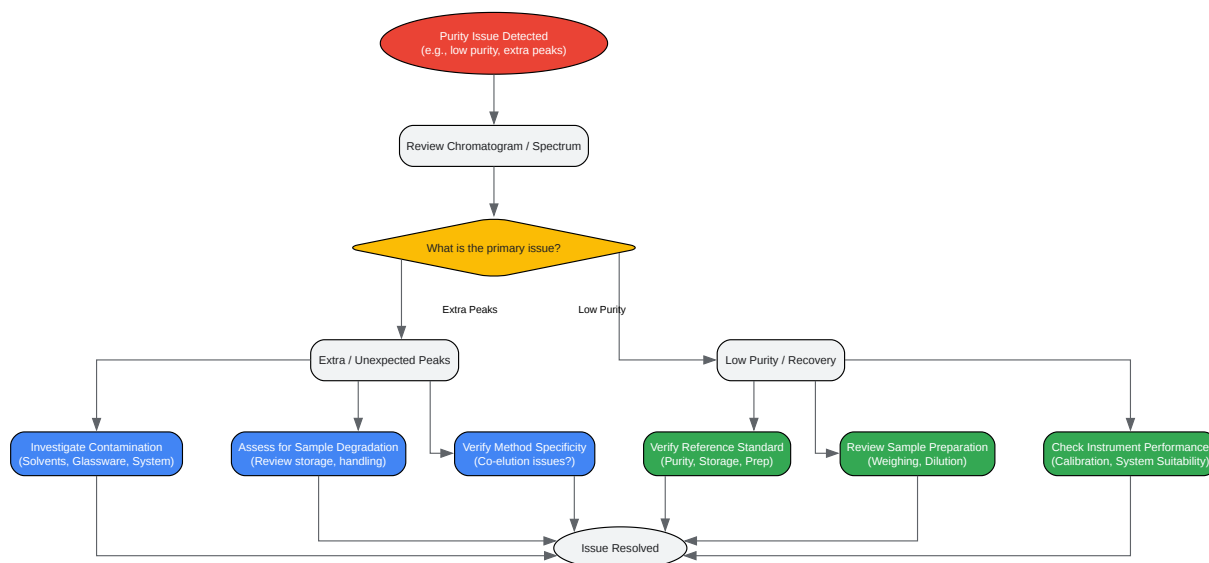 Purity Issue Detected
(e.g., low purity, extra peaks)
Review Chromatogram / Spectrum
What is the primary issue?
Extra Peaks
Low Purity
Extra / Unexpected Peaks
Low Purity / Recovery
Investigate Contamination
(Solvents, Glassware, System)
Assess for Sample Degradation
(Review storage, handling)
Verify Method Specificity
(Co-elution issues?)
Verify Reference Standard
(Purity, Storage, Prep)
Review Sample Preparation
(Weighing, Dilution)
Check Instrument Performance
(Calibration, System Suitability)
Issue Resolved